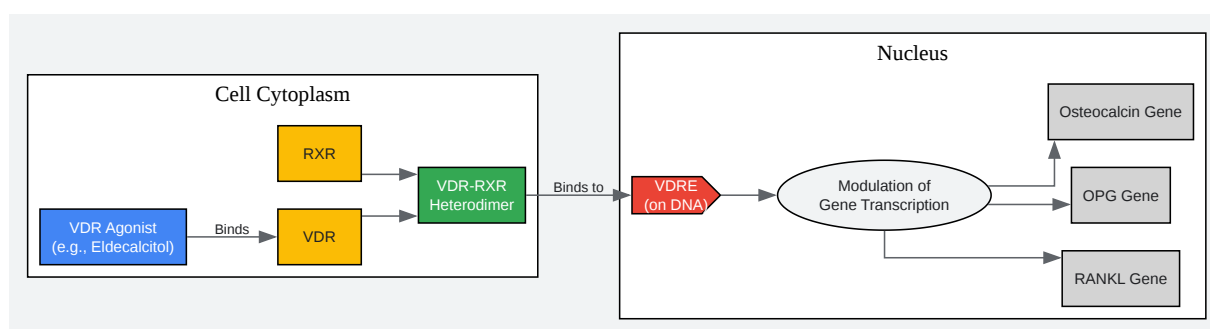 Cell Cytoplasm
RXR
VDR Agonist
(e.g., Eldecalcitol)
Binds
VDR
VDR-RXR
Heterodimer
Binds to
Nucleus
VDRE
(on DNA)
Modulation of
Gene Transcription
Osteocalcin Gene
OPG Gene
RANKL Gene